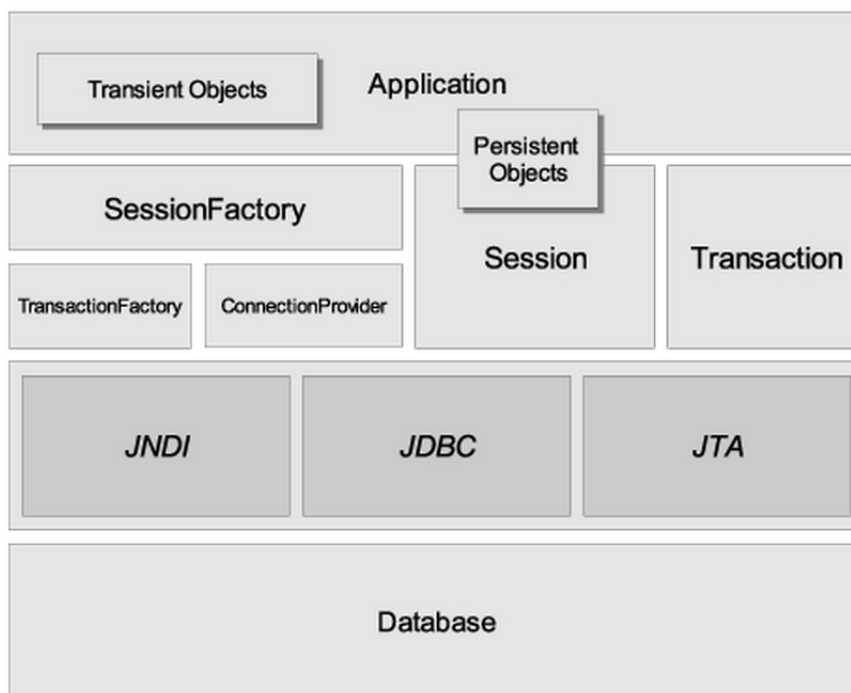 Transient Objects
Application
Persistent
Objects
SessionFactory
Session
Transaction
TransactionFactory
ConnectionProvider
JNDI
JDBC
JTA
Database